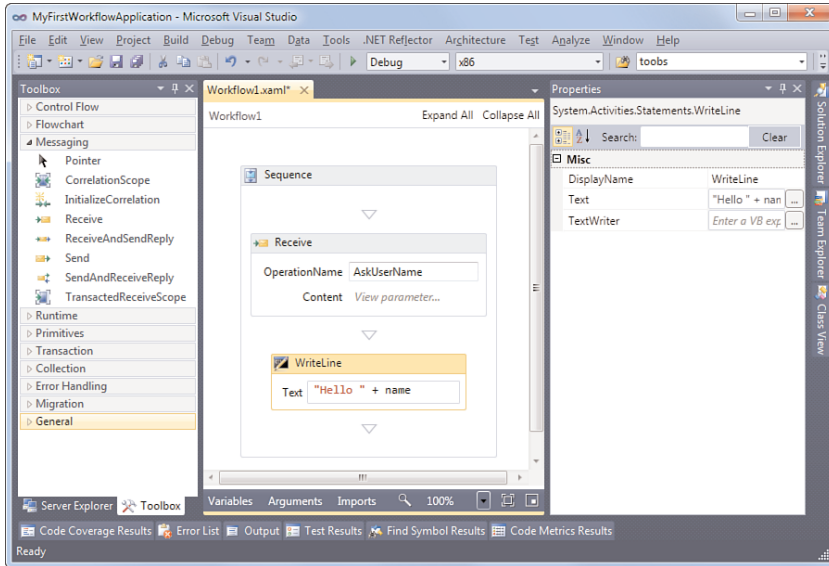 MyFirstWorkflowApplication - Microsoft Visual Studio
File Edit View Project Build Debug Team Data Tools .NET Reflector Architecture Test Analyze Window Help
Debug x86 toobs
Toolbox
Control Flow
Flowchart
Messaging
Pointer
CorrelationScope
InitializeCorrelation
Receive
ReceiveAndSendReply
Send
SendAndReceiveReply
TransactedReceiveScope
Runtime
Primitives
Transaction
Collection
Error Handling
Migration
General
Server Explorer Toolbox
Workflow1.xaml*
Workflow1 Expand All Collapse All
Sequence
Receive
OperationName AskUserName
Content View parameter...
WriteLine
Text "Hello " + name
Variables Arguments Imports 100%
Properties
System.Activities.Statements.WriteLine
Search: Clear
Misc
DisplayName WriteLine
Text "Hello " + nan ...
TextWriter Enter a VB exp ...
Solution Explorer
Team Explorer
Class View
Code Coverage Results Error List Output Test Results Find Symbol Results Code Metrics Results
Ready